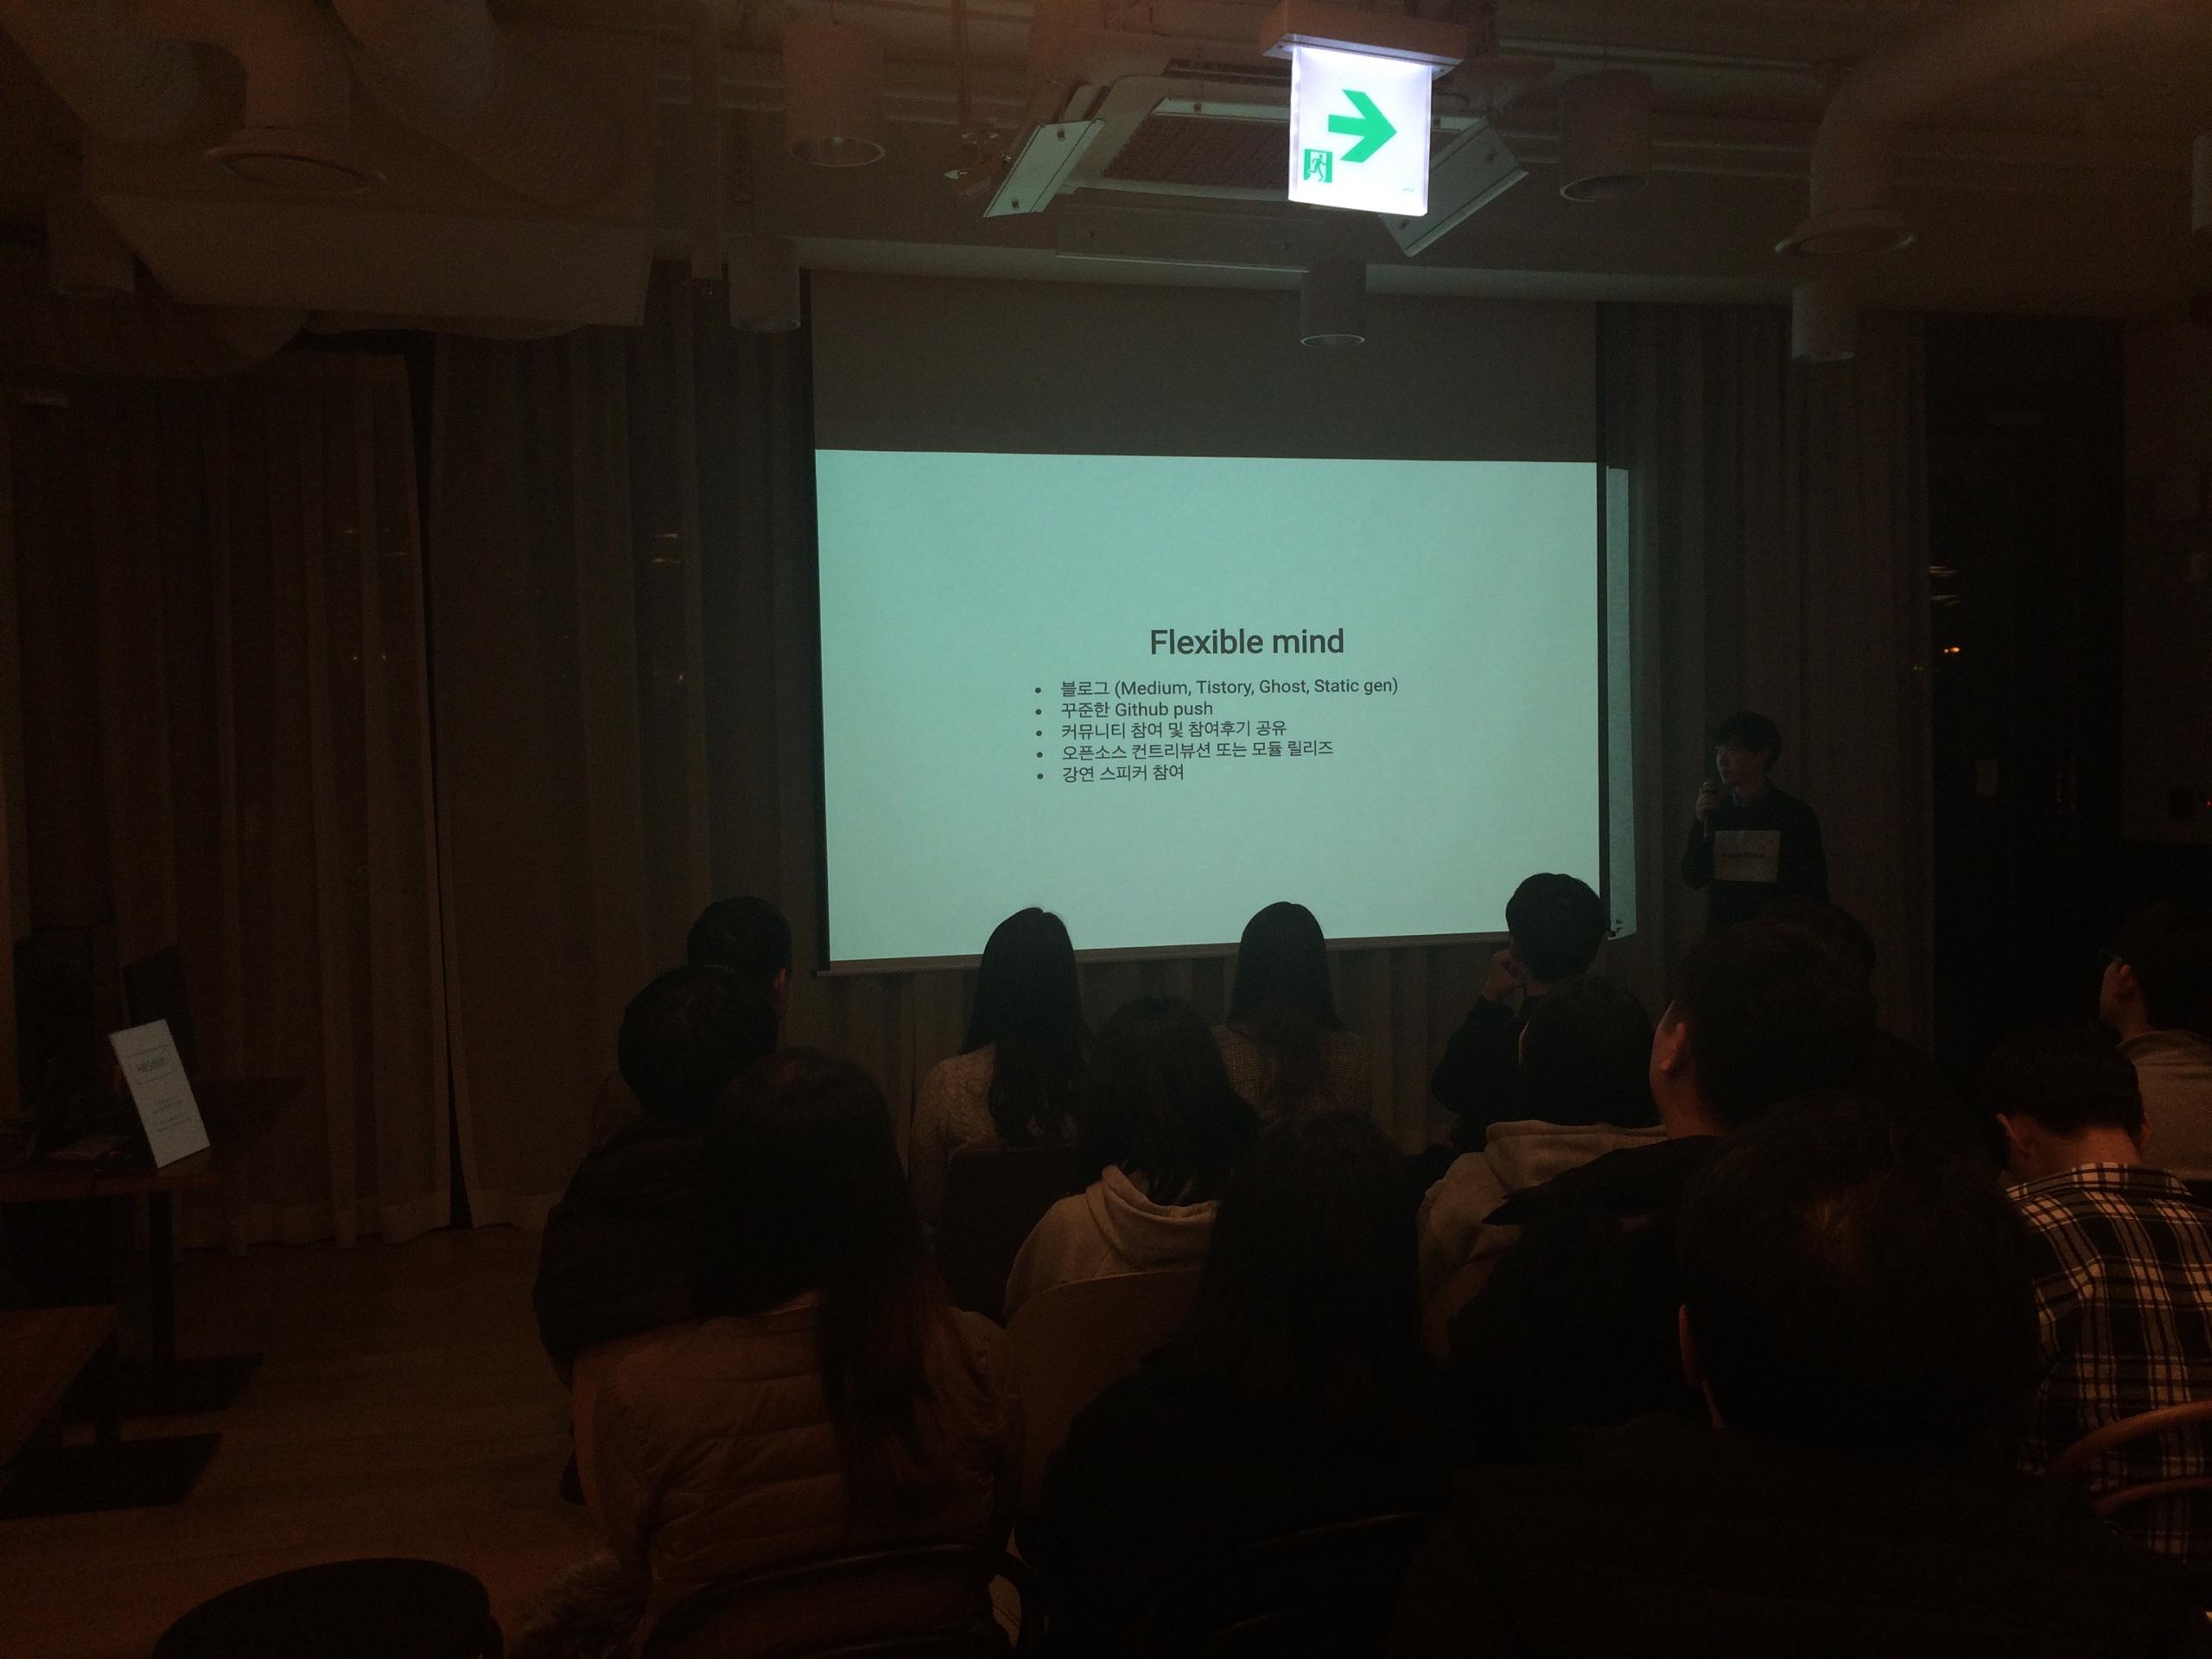 Flexible mind
• 블로그 (Medium, Tistory, Ghost, Static gen)
• 꾸준한 Github push
• 커뮤니티 참여 및 참여후기 공유
• 오픈소스 컨트리뷰션 또는 모듈 릴리즈
• 강연 스피커 참여